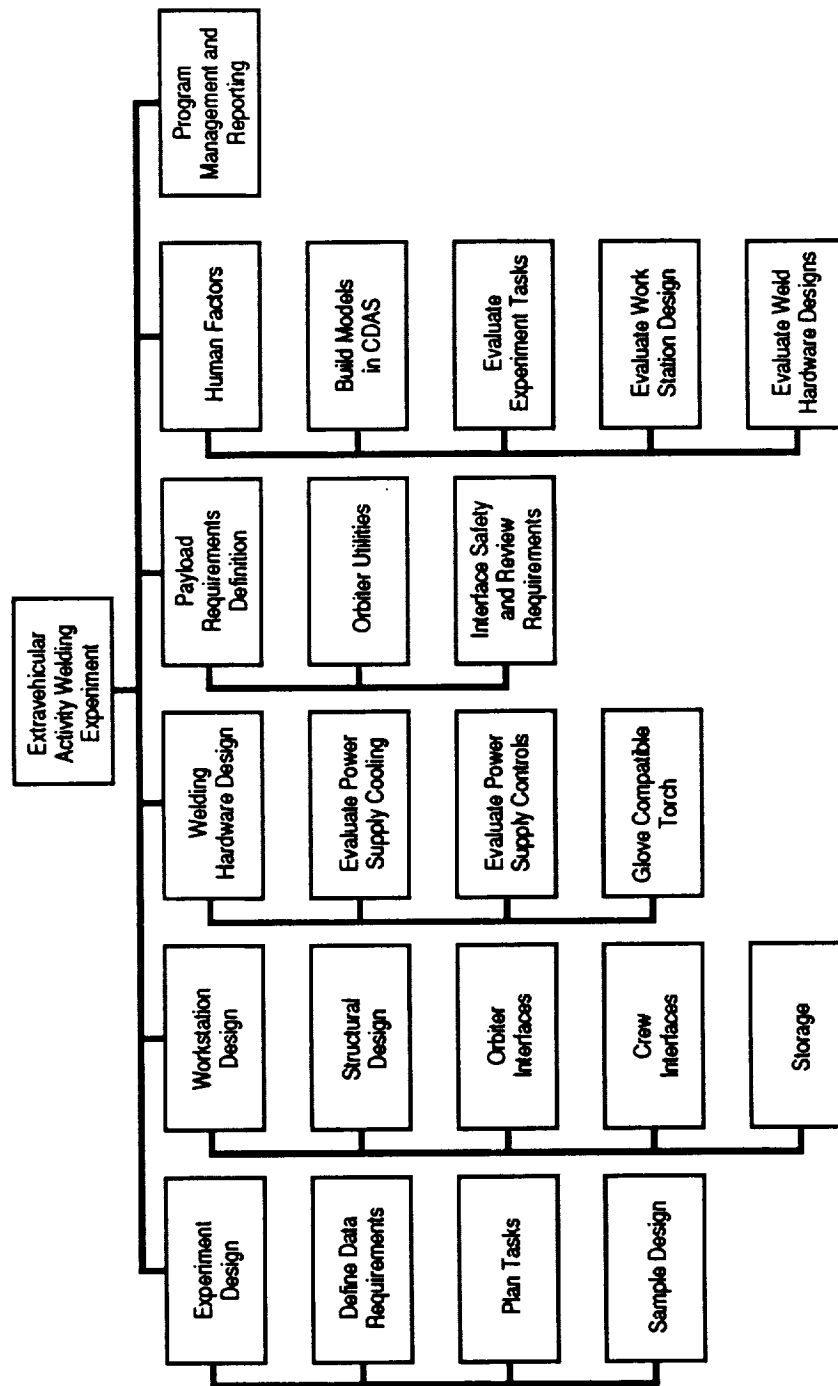 Extravehicular
Activity Welding
Experiment
Experiment
Design
Define Data
Requirements
Plan Tasks
Sample Design
Workstation
Design
Structural
Design
Orbiter
Interfaces
Crew
Interfaces
Storage
Welding
Hardware Design
Evaluate Power
Supply Cooling
Evaluate Power
Supply Controls
Glove Compatible
Torch
Payload
Requirements
Definition
Orbiter Utilities
Interface Safety
and Review
Requirements
Human Factors
Build Models
in CDAS
Evaluate
Experiment Tasks
Evaluate Work
Station Design
Evaluate Weld
Hardware Designs
Program
Management and
Reporting